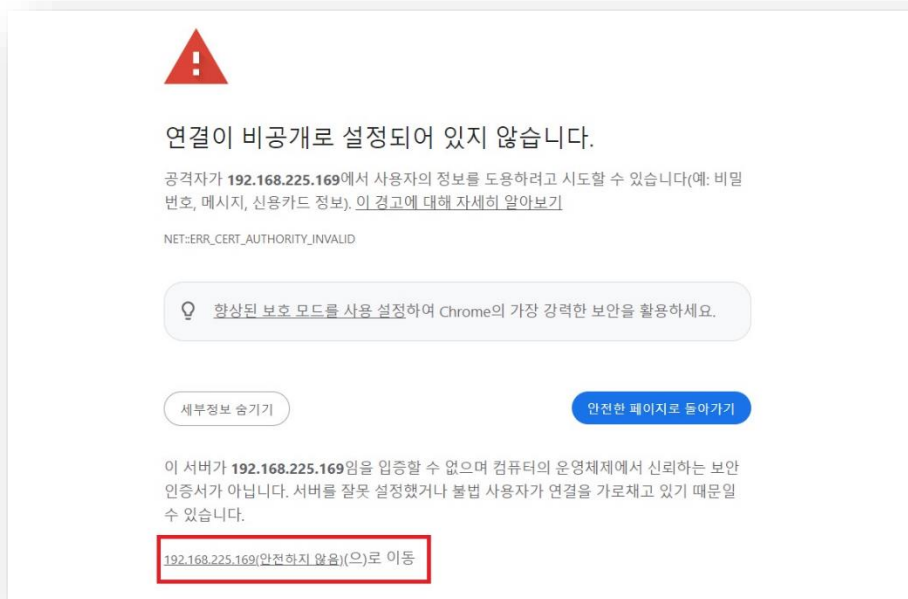 연결이 비공개로 설정되어 있지 않습니다.
공격자가 192.168.225.169에서 사용자의 정보를 도용하려고 시도할 수 있습니다(예: 비밀
번호, 메시지, 신용카드 정보). 이 경고에 대해 자세히 알아보기
NET::ERR_CERT_AUTHORITY_INVALID
향상된 보호 모드를 사용 설정하여 Chrome의 가장 강력한 보안을 활용하세요.
세부정보 숨기기
안전한 페이지로 돌아가기
이 서버가 192.168.225.169임을 입증할 수 없으며 컴퓨터의 운영체제에서 신뢰하는 보안
인증서가 아닙니다. 서버를 잘못 설정했거나 불법 사용자가 연결을 가로채고 있기 때문일
수 있습니다.
192.168.225.169(안전하지 않음)(으)로 이동